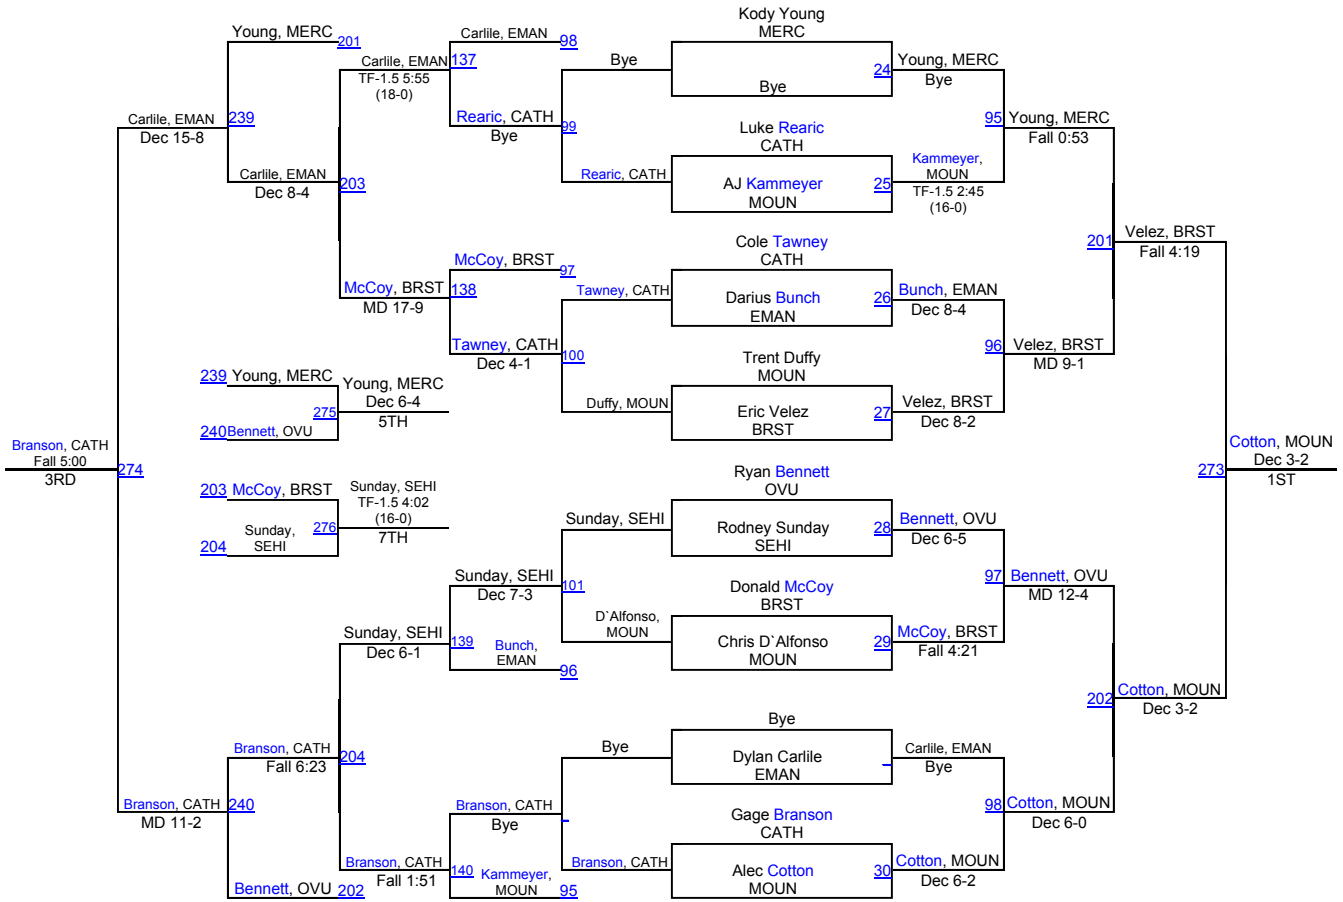 Kody Young
MERC
Young, MERC
201
Carlile, EMAN
98
Carlile, EMAN
137
TF-1.5 5:55
(18-0)
Bye
Bye
24
Young, MERC
Bye
Carlile, EMAN
239
Dec 15-8
Rearic, CATH
Bye
99
Luke Rearic
CATH
95
Young, MERC
Fall 0:53
Carlile, EMAN
Dec 8-4
203
Rearic, CATH
AJ Kammeyer
MOUN
25
Kammeyer,
MOUN
TF-1.5 2:45
(16-0)
Cole Tawney
CATH
201
Velez, BRST
Fall 4:19
McCoy, BRST
97
McCoy, BRST
138
MD 17-9
Tawney, CATH
Darius Bunch
EMAN
26
Bunch, EMAN
Dec 8-4
Tawney, CATH
Dec 4-1
100
Trent Duffy
MOUN
96
Velez, BRST
MD 9-1
239
Young, MERC
Young, MERC
Dec 6-4
5TH
275
240
Bennett, OVU
Duffy, MOUN
Eric Velez
BRST
27
Velez, BRST
Dec 8-2
Branson, CATH
Fall 5:00
3RD
274
Ryan Bennett
OVU
273
Cotton, MOUN
Dec 3-2
1ST
203
McCoy, BRST
Sunday, SEHI
TF-1.5 4:02
(16-0)
7TH
276
204
Sunday,
SEHI
Sunday, SEHI
Rodney Sunday
SEHI
28
Bennett, OVU
Dec 6-5
Sunday, SEHI
Dec 7-3
101
Donald McCoy
BRST
97
Bennett, OVU
MD 12-4
Sunday, SEHI
Dec 6-1
139
Bunch,
EMAN
96
D`Alfonso,
MOUN
Chris D`Alfonso
MOUN
29
McCoy, BRST
Fall 4:21
202
Cotton, MOUN
Dec 3-2
Bye
Branson, CATH
Fall 6:23
204
Bye
Dylan Carlile
EMAN
Carlile, EMAN
Bye
Branson, CATH
240
MD 11-2
Branson, CATH
Bye
Gage Branson
CATH
98
Cotton, MOUN
Dec 6-0
Branson, CATH
Fall 1:51
140
Kammeyer,
MOUN
95
Branson, CATH
Alec Cotton
MOUN
30
Cotton, MOUN
Dec 6-2
Bennett, OVU
202